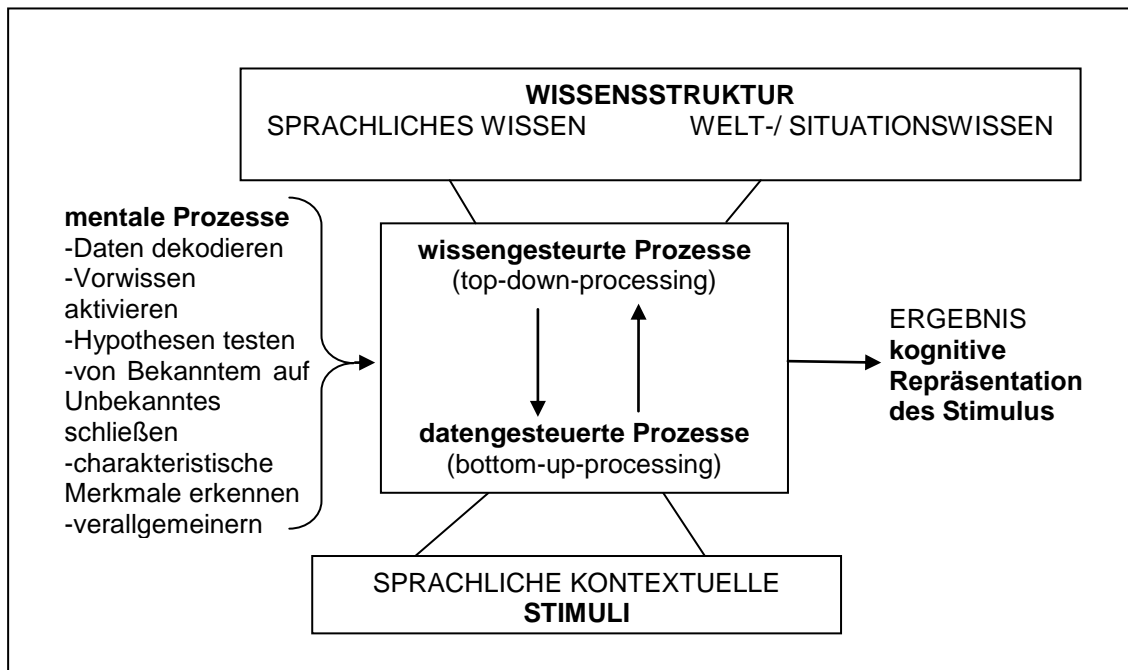 WISSENSSTRUKTUR
SPRACHLICHES WISSEN WELT-/ SITUATIONSWISSEN
mentale Prozesse
-Daten dekodieren
-Vorwissen
aktivieren
-Hypothesen testen
-von Bekanntem auf
Unbekanntes
schließen
-charakteristische
Merkmale erkennen
-verallgemeinern
wissengesteurte Prozesse
(top-down-processing)
datengesteuerte Prozesse
(bottom-up-processing)
ERGEBNIS
kognitive
Repräsentation
des Stimulus
SPRACHLICHE KONTEXTUELLE
STIMULI